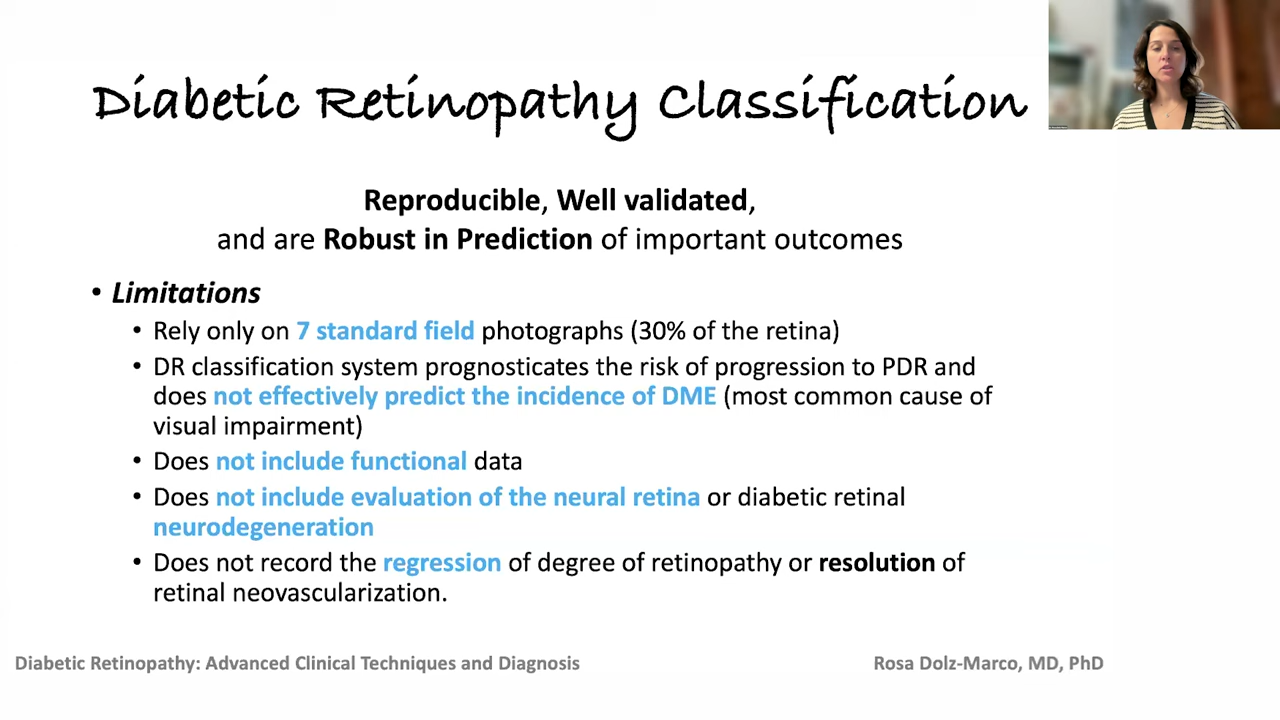 Diabetic Retinopathy Classification
Reproducible, Well validated,
and are Robust in Prediction of important outcomes
• Limitations
• Rely only on 7 standard field photographs (30% of the retina)
• DR classification system prognosticates the risk of progression to PDR and
does not effectively predict the incidence of DME (most common cause of
visual impairment)
• Does not include functional data
• Does not include evaluation of the neural retina or diabetic retinal
neurodegeneration
• Does not record the regression of degree of retinopathy or resolution of
retinal neovascularization.
Diabetic Retinopathy: Advanced Clinical Techniques and Diagnosis
Rosa Dolz-Marco, MD, PhD